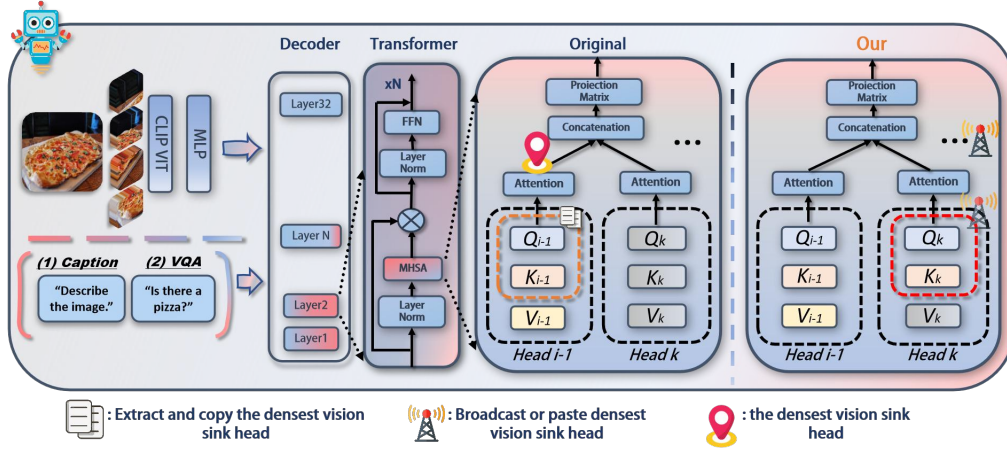 Decoder
Transformer
Original
Our
CLIP VIT
MLP
(1) Caption
(2) VQA
"Describe
the image."
"Is there a
pizza?"
Layer32
Layer N
Layer2
Layer1
xN
FFN
Layer
Norm
MHSA
Layer
Norm
Projection
Matrix
Concatenation
Attention
Attention
Qi-1
Ki-1
Vi-1
Head i-1
Qk
Kk
Vk
Head k
Projection
Matrix
Concatenation
Attention
Attention
Qi-1
Ki-1
Vi-1
Head i-1
Qk
Kk
Vk
Head k
: Extract and copy the densest vision
sink head
: Broadcast or paste densest
vision sink head
: the densest vision sink
head